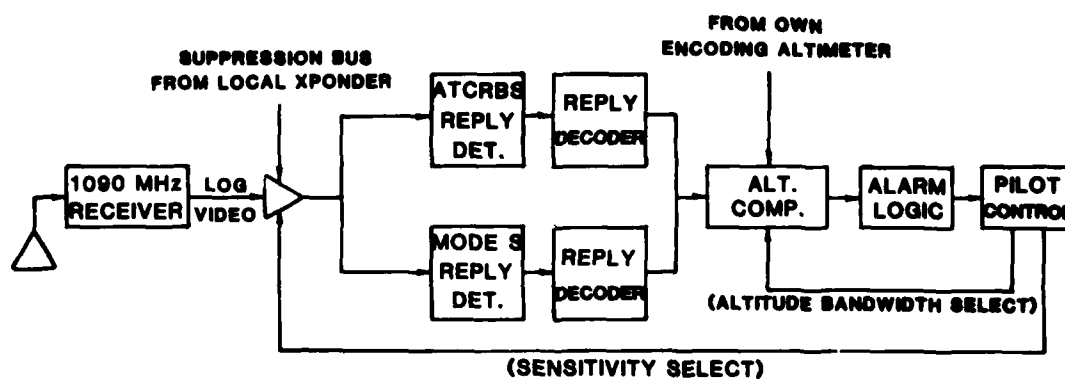 FROM OWN
ENCODING ALTIMETER
SUPPRESSION BUS
FROM LOCAL XPONDER
ATCRBS
REPLY
DET.
REPLY
DECODER
1090 MHz
RECEIVER
LOG
VIDEO
ALT.
COMP.
ALARM
LOGIC
PILOT
CONTROL
MODE S
REPLY
DET.
REPLY
DECODER
(ALTITUDE BANDWIDTH SELECT)
(SENSITIVITY SELECT)